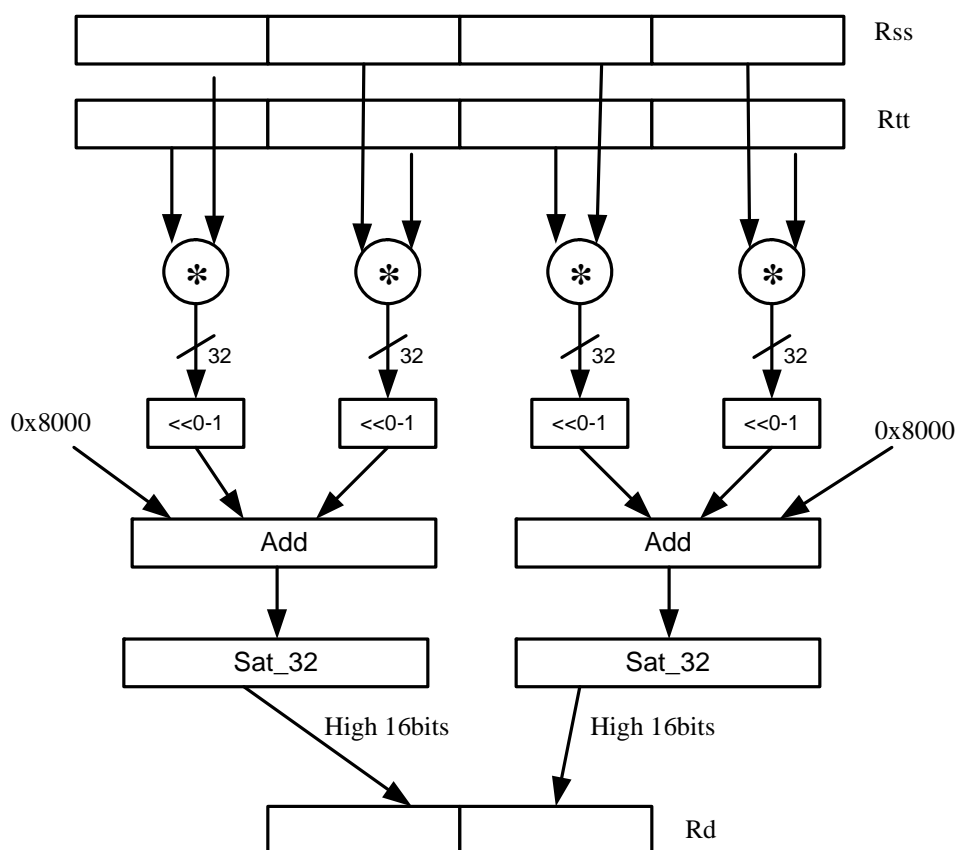 Rss
Rtt
* * * *
32 32 32 32
<<0-1 <<0-1 <<0-1 <<0-1
0x8000 0x8000
Add Add
Sat_32 Sat_32
High 16bits High 16bits
Rd